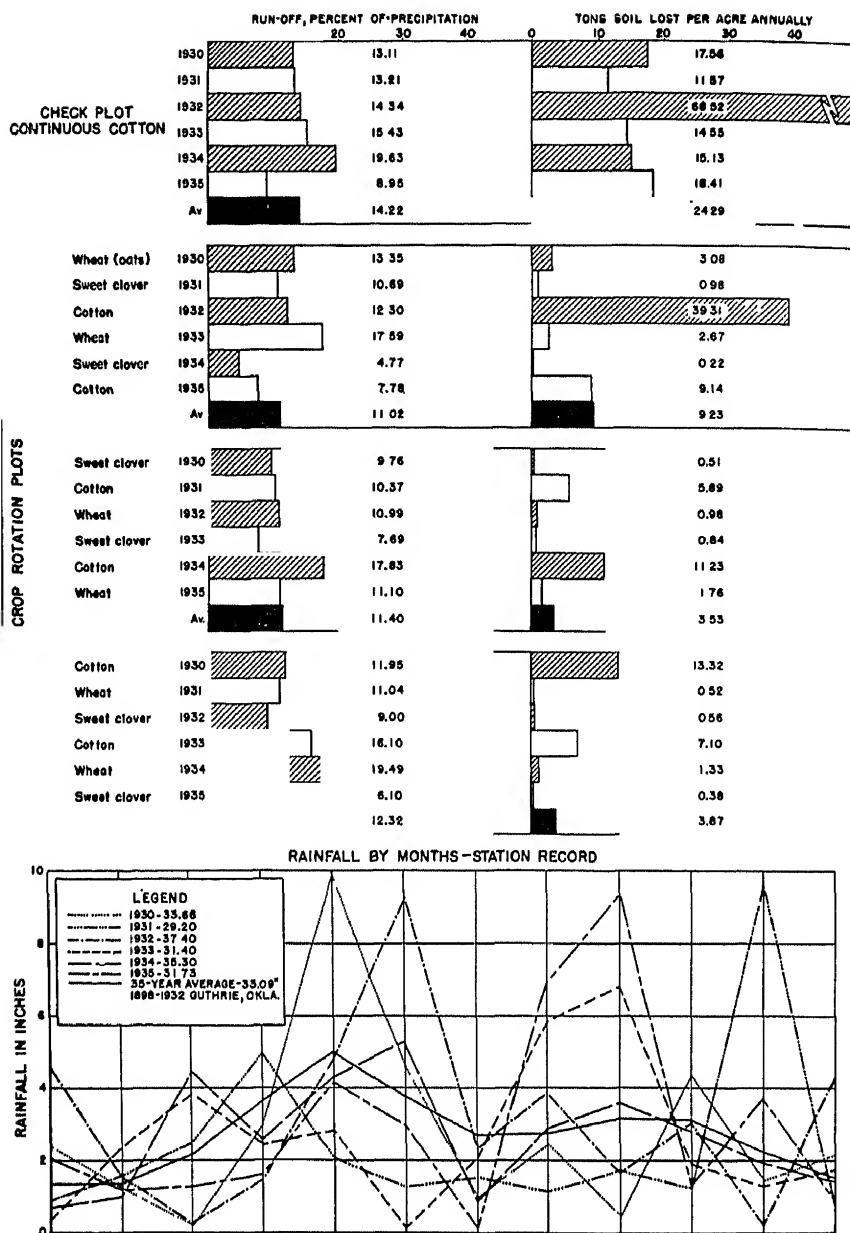 RUN-OFF, PERCENT OF PRECIPITATION TONS SOIL LOST PER ACRE ANNUALLY
20 30 0 10 20 40
CHECK PLOT
CONTINUOUS COTTON
1930 13.11 17.56
1931 13.21 11.57
1932 14.34 68.52
1933 15.43 14.55
1934 19.63 15.13
1935 8.95 18.41
Av 14.22 24.29
CROP ROTATION PLOTS
Wheat (oats) 1930 13.35 3.08
Sweet clover 1931 10.69 0.98
Cotton 1932 12.30 39.31
Wheat 1933 17.59 2.67
Sweet clover 1934 4.77 0.22
Cotton 1935 7.78 9.14
Av 11.02 9.23
Sweet clover 1930 9.76 0.51
Cotton 1931 10.37 5.89
Wheat 1932 10.99 0.98
Sweet clover 1933 7.69 0.84
Cotton 1934 17.83 11.23
Wheat 1935 11.10 1.76
Av. 11.40 3.53
Cotton 1930 11.95 13.32
Wheat 1931 11.04 0.52
Sweet clover 1932 9.00 0.56
Cotton 1933 16.10 7.10
Wheat 1934 19.49 1.33
Sweet clover 1935 6.10 0.38
12.32 3.87
RAINFALL BY MONTHS-STATION RECORD
RAINFALL IN INCHES
10
8
6
4
2
0
LEGEND
1930-33.66
1931-29.20
1932-37.40
1933-31.40
1934-35.30
1935-31.73
35-YEAR AVERAGE-33.09"
1898-1932 GUTHRIE, OKLA.